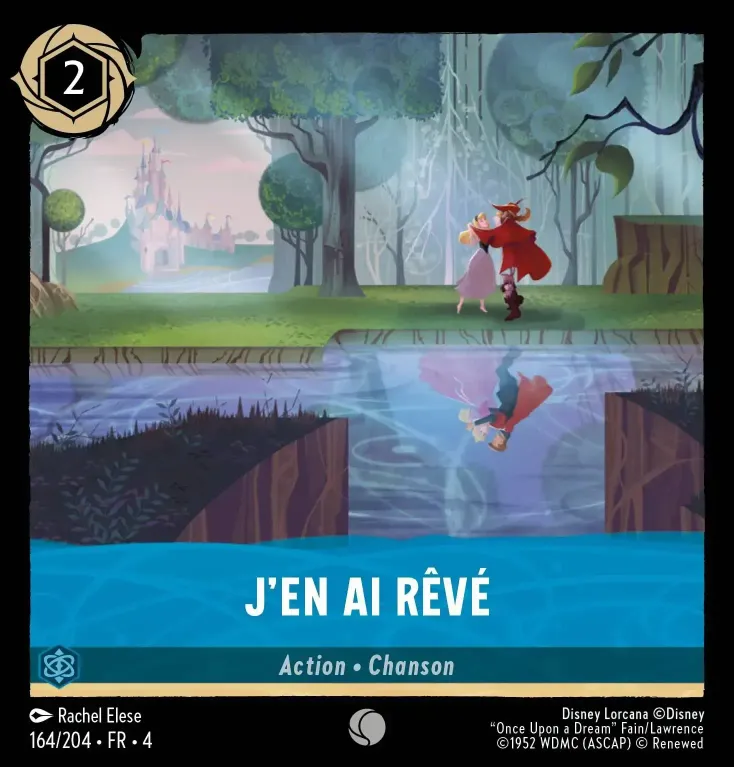 2
J'EN AI RÊVÉ
Action • Chanson
Rachel Elese
164/204 • FR • 4
Disney Lorcana ©Disney
“Once Upon a Dream” Fain/Lawrence
©1952 WDMC (ASCAP) © Renewed